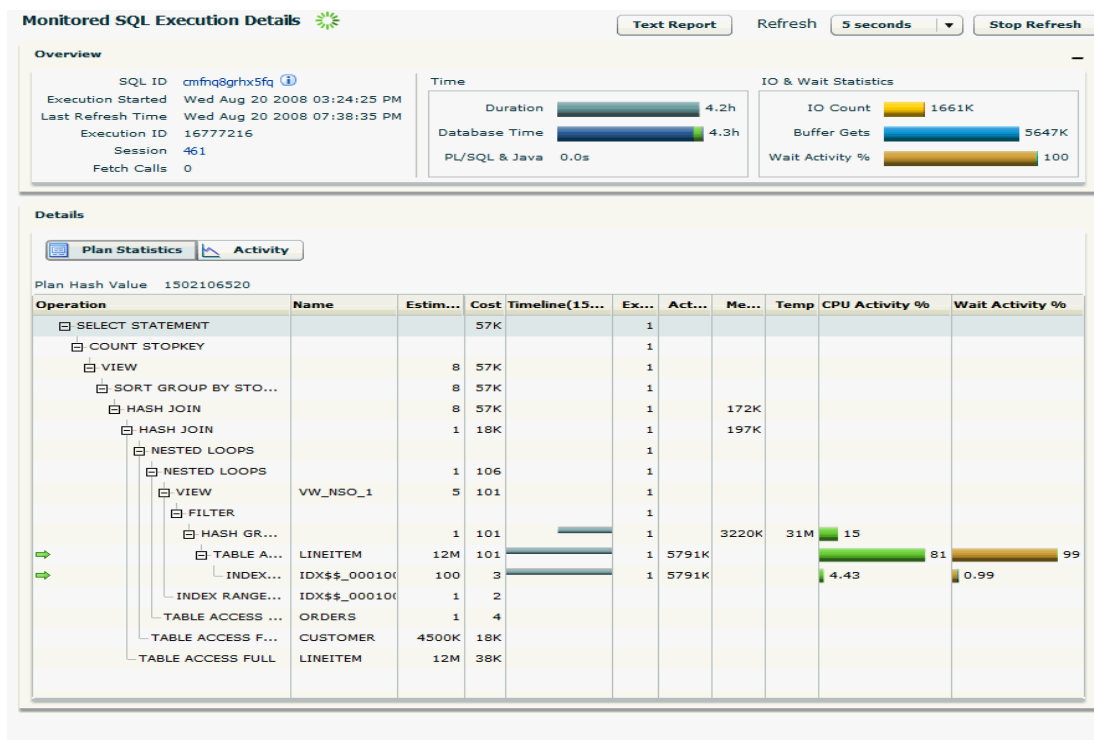 Monitored SQL Execution Details
Text Report Refresh 5 seconds Stop Refresh
Overview
SQL ID cmfnq8grhx5fq
Execution Started Wed Aug 20 2008 03:24:25 PM
Last Refresh Time Wed Aug 20 2008 07:38:35 PM
Execution ID 16777216
Session 461
Fetch Calls 0
Time
Duration 4.2h
Database Time 4.3h
PL/SQL & Java 0.0s
IO & Wait Statistics
IO Count 1661K
Buffer Gets 5647K
Wait Activity % 100
Details
Plan Statistics Activity
Plan Hash Value 1502106520
Operation Name Estim... Cost Timeline(15... Ex... Act... Me... Temp CPU Activity % Wait Activity %
SELECT STATEMENT 57K 1
COUNT STOPKEY 1
VIEW 8 57K 1
SORT GROUP BY STO... 8 57K 1
HASH JOIN 8 57K 1 172K
HASH JOIN 1 18K 1 197K
NESTED LOOPS 1
NESTED LOOPS 1 106 1
VIEW VW_NSO_1 5 101 1
FILTER 1
HASH GR... 1 101 1 3220K 31M 15
TABLE A... LINEITEM 12M 101 1 5791K 81 99
INDEX... IDX$$_00010 100 3 1 5791K 4.43 0.99
INDEX RANGE... IDX$$_00010 1 2
TABLE ACCESS ... ORDERS 1 4
TABLE ACCESS F... CUSTOMER 4500K 18K
TABLE ACCESS FULL LINEITEM 12M 38K